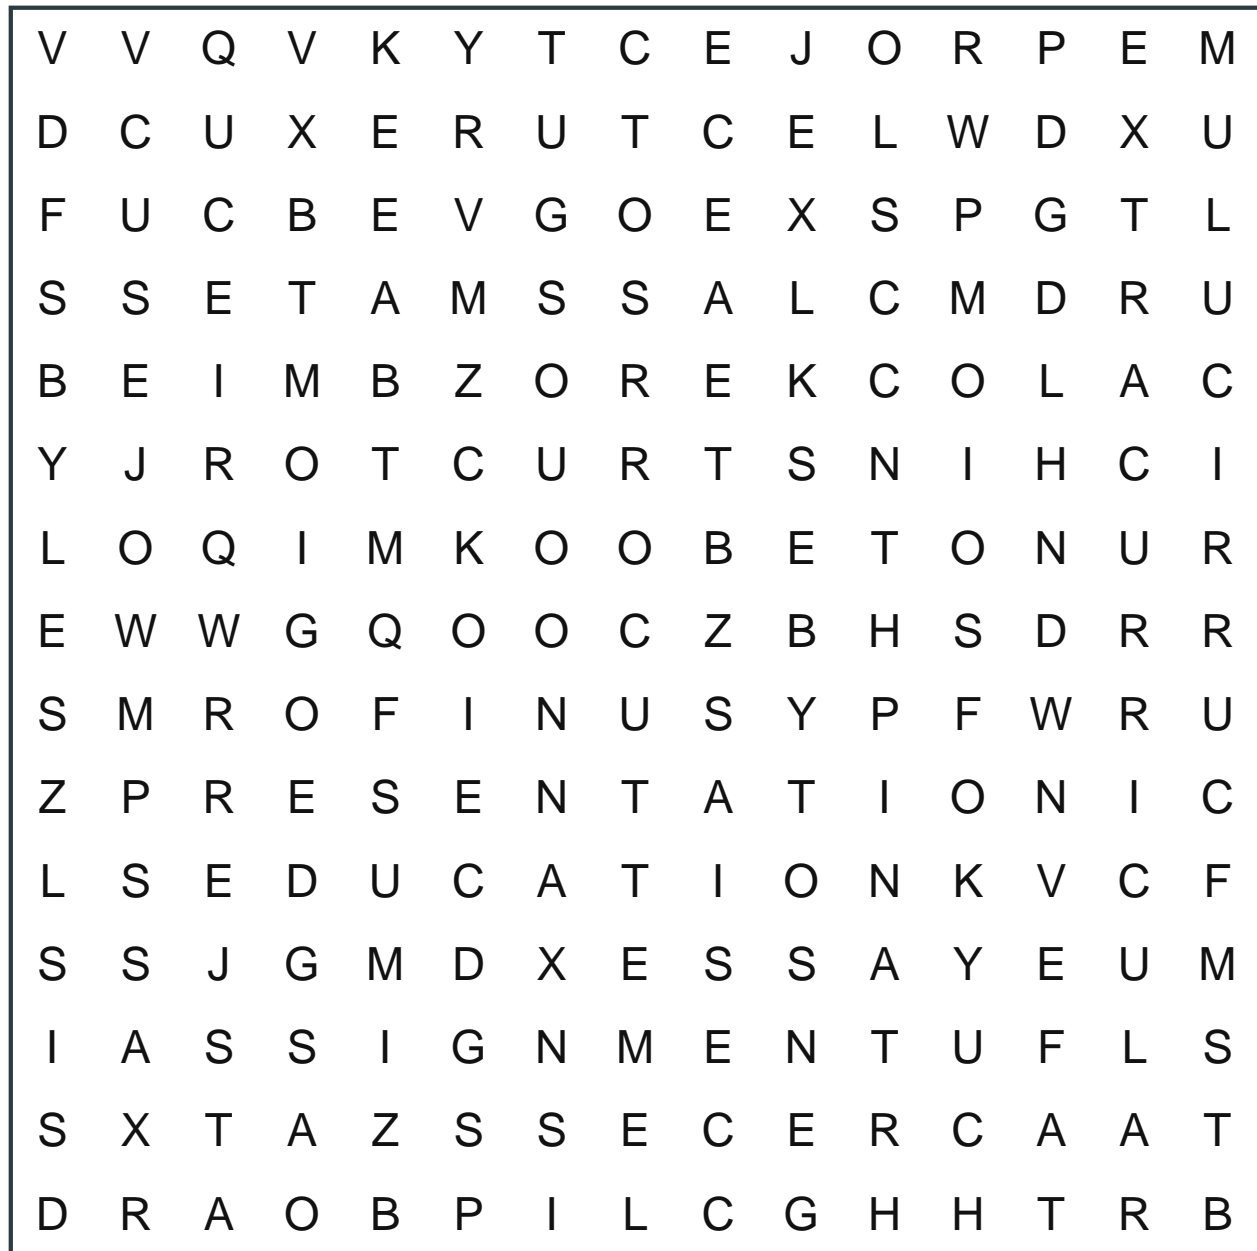 V V Q V K Y T C E J O R P E M
D C U X E R U T C E L W D X U
F U C B E V G O E X S P G T L
S S E T A M S S A L C M D R U
B E I M B Z O R E K C O L A C
Y J R O T C U R T S N I H C I
L O Q I M K O O B E T O N U R
E W W G Q O O C Z B H S D R R
S M R O F I N U S Y P F W R U
Z P R E S E N T A T I O N I C
L S E D U C A T I O N K V C F
S S J G M D X E S S A Y E U M
I A S S I G N M E N T U F L S
S X T A Z S S E C E R C A A T
D R A O B P I L C G H H T R B